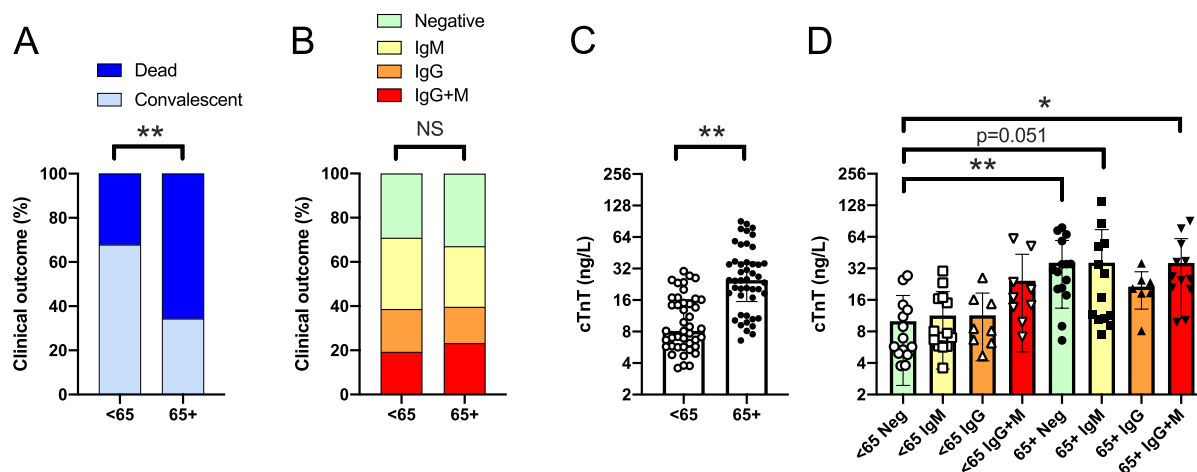 A
Dead
Convalescent
**
Clinical outcome (%)
100
80
60
40
20
0
<65
65+
B
Negative
IgM
IgG
IgG+M
NS
Clinical outcome (%)
100
80
60
40
20
0
<65
65+
C
**
cTnT (ng/L)
256
128
64
32
16
8
4
2
<65
65+
D
*
p=0.051
**
cTnT (ng/L)
256
128
64
32
16
8
4
2
<65 Neg
<65 IgM
<65 IgG
<65 IgG+M
65+ Neg
65+ IgM
65+ IgG
65+ IgG+M